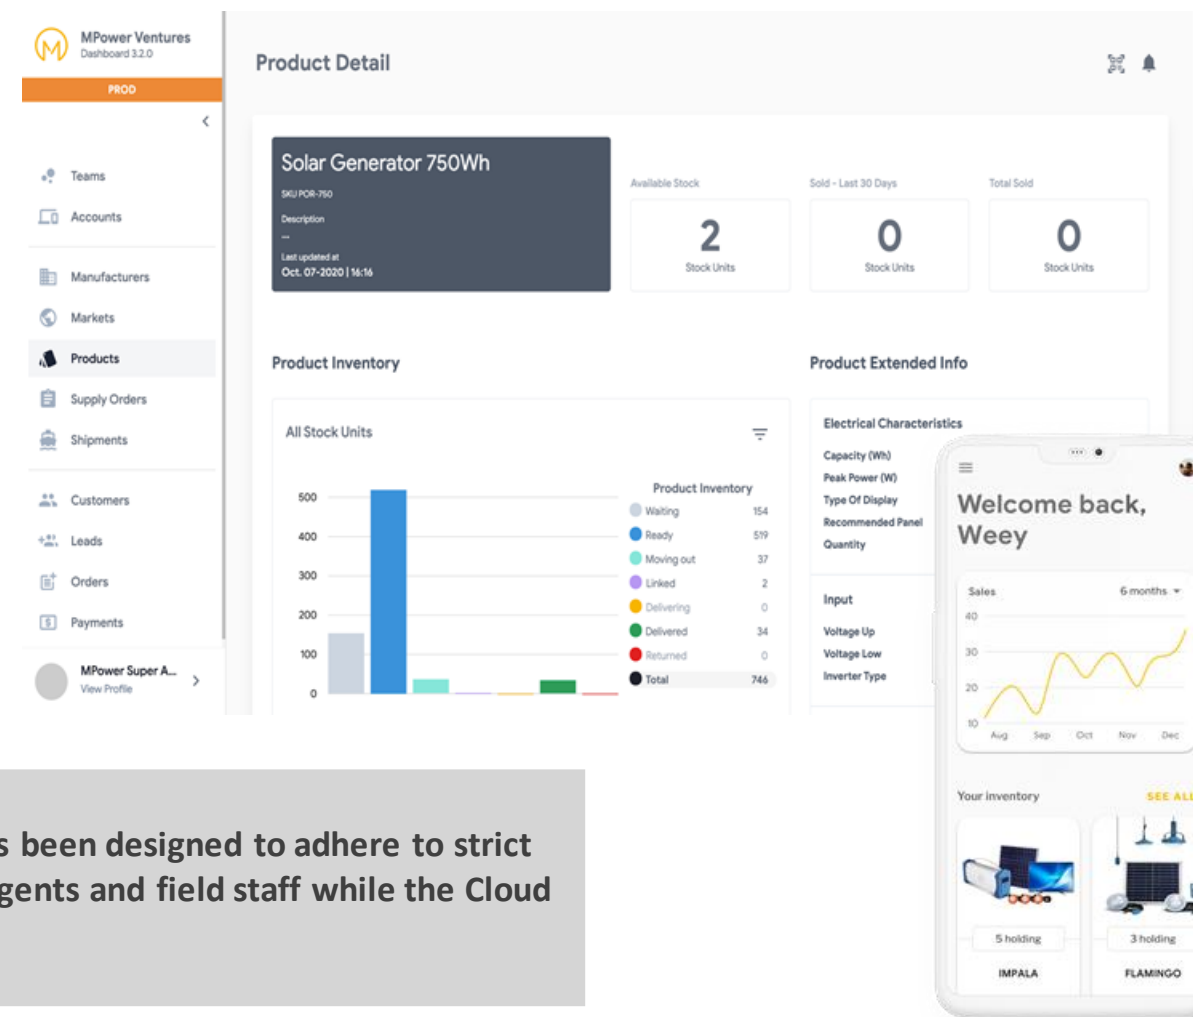 MPower Ventures
Dashboard 3.2.0
PROD
Teams
Accounts
Manufacturers
Markets
Products
Supply Orders
Shipments
Customers
Leads
Orders
Payments
MPower Super A...
View Profile
Product Detail
Solar Generator 750Wh
SKU POR-750
Description
--
Last updated at
Oct. 07-2020 | 16:16
Available Stock
2
Stock Units
Sold - Last 30 Days
0
Stock Units
Total Sold
0
Stock Units
Product Inventory
All Stock Units
500
400
300
200
100
0
Product Inventory
Waiting 154
Ready 519
Moving out 37
Linked 2
Delivering 0
Delivered 34
Returned 0
Total 746
Product Extended Info
Electrical Characteristics
Capacity (Wh)
Peak Power (W)
Type Of Display
Recommended Panel
Quantity
Input
Voltage Up
Voltage Low
Inverter Type
Welcome back,
Weey
Sales 6 months
40
30
20
10
Aug Sep Oct Nov Dec
Your inventory SEE ALL
5 holding
IMPALA
3 holding
FLAMINGO
s been designed to adhere to strict
gents and field staff while the Cloud